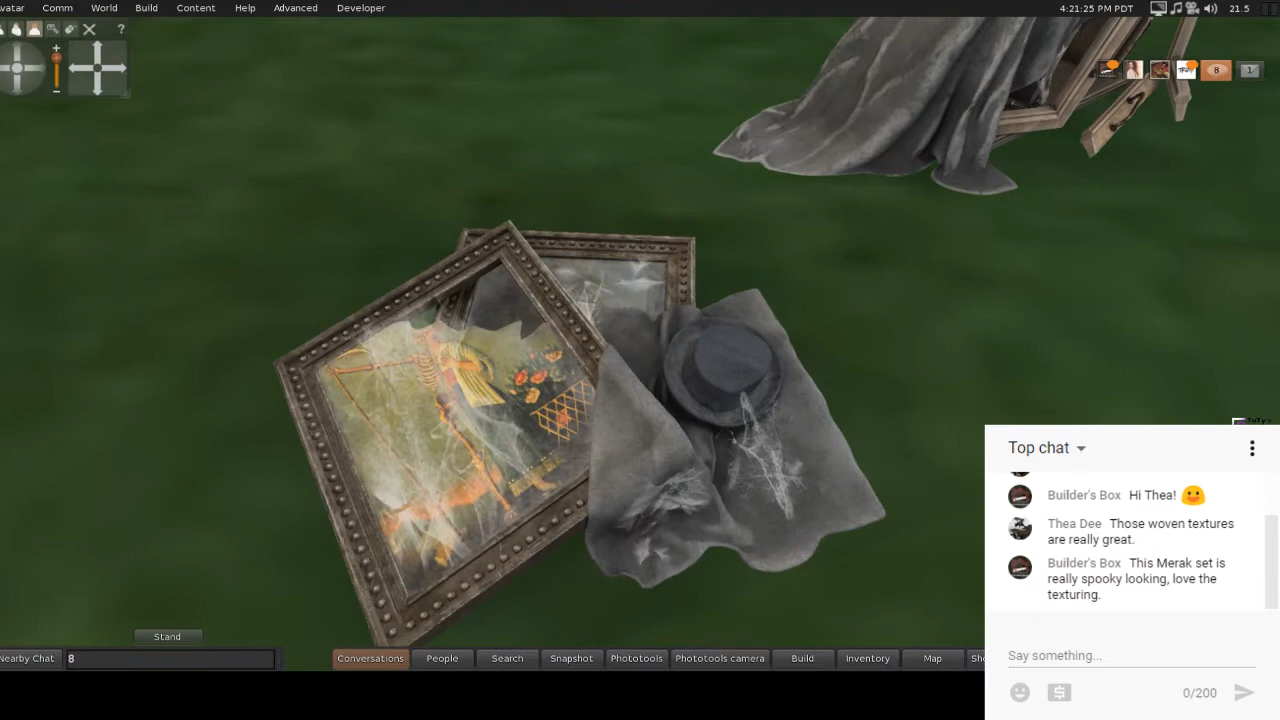 vatar Comm World Build Content Help Advanced Developer 4:21:25 PM PDT 21.5
?
8 1
Top chat
Builder's Box Hi Thea!
Thea Dee Those woven textures
are really great.
Builder's Box This Merak set is
really spooky looking, love the
texturing.
Stand
Nearby Chat 8 Conversations People Search Snapshot Phototools Phototools camera Build Inventory Map
Say something...
0/200